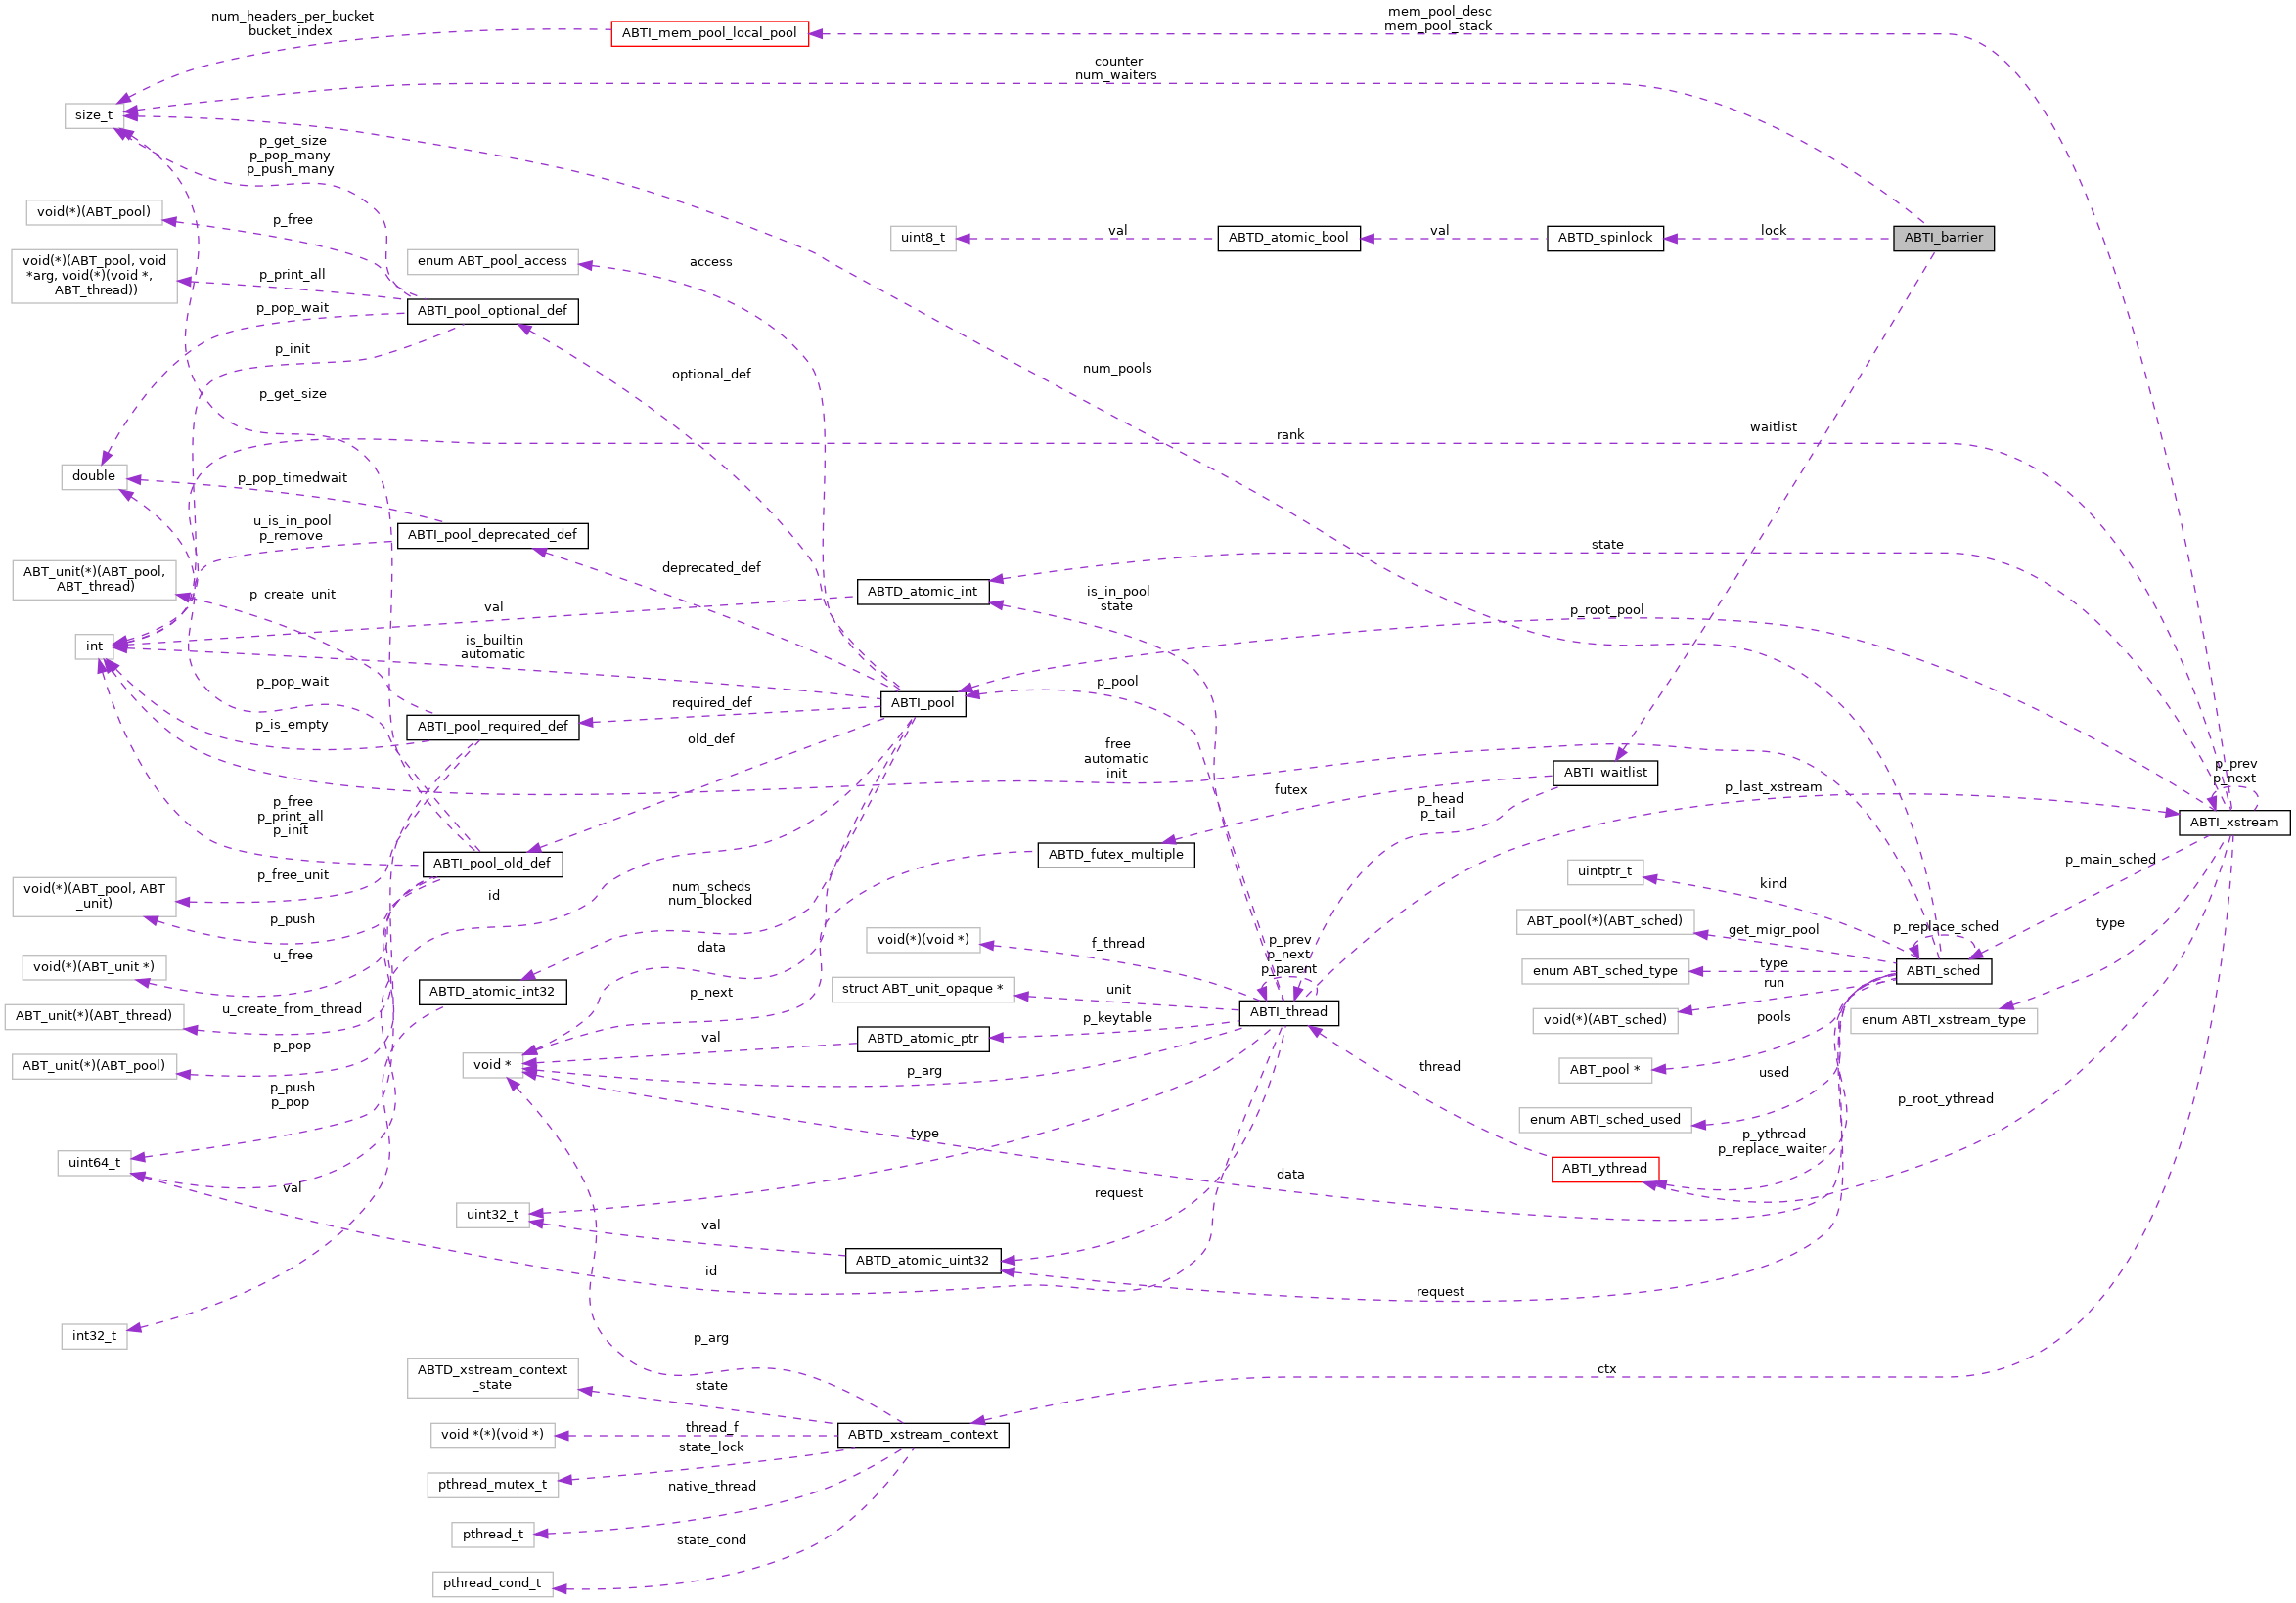 mem_pool_desc
mem_pool_stack
num_headers_per_bucket
bucket_index
ABTI_mem_pool_local_pool
counter
num_waiters
size_t
p_get_size
p_pop_many
p_push_many
void(*)(ABT_pool)
p_free
uint8_t
val
ABTD_atomic_bool
val
ABTD_spinlock
lock
ABTI_barrier
void(*)(ABT_pool, void
*arg, void(*)(void *,
ABT_thread))
p_print_all
enum ABT_pool_access
access
p_pop_wait
ABTI_pool_optional_def
p_init
optional_def
num_pools
p_get_size
rank
waitlist
double
p_pop_timedwait
u_is_in_pool
p_remove
ABTI_pool_deprecated_def
state
deprecated_def
ABT_unit(*)(ABT_pool,
ABT_thread)
p_create_unit
val
ABTD_atomic_int
is_in_pool
state
p_root_pool
int
is_builtin
automatic
p_pop_wait
p_pool
required_def
ABTI_pool
p_is_empty
ABTI_pool_required_def
old_def
free
automatic
init
ABTI_waitlist
p_prev
p_next
futex
p_head
p_tail
p_last_xstream
ABTI_xstream
p_free
p_print_all
p_init
ABTD_futex_multiple
ABTI_pool_old_def
p_main_sched
p_free_unit
uintptr_t
kind
void(*)(ABT_pool, ABT
_unit)
id
num_scheds
num_blocked
p_push
ABT_pool(*)(ABT_sched)
get_migr_pool
p_replace_sched
type
void(*)(void *)
f_thread
data
p_prev
p_next
p_parent
u_free
void(*)(ABT_unit *)
enum ABT_sched_type
type
ABTI_sched
ABTD_atomic_int32
struct ABT_unit_opaque *
unit
run
p_next
ABT_unit(*)(ABT_thread)
u_create_from_thread
ABTI_thread
void(*)(ABT_sched)
pools
enum ABTI_xstream_type
p_keytable
val
ABTD_atomic_ptr
p_pop
ABT_unit(*)(ABT_pool)
void *
p_arg
thread
ABT_pool *
used
p_push
p_pop
enum ABTI_sched_used
p_root_ythread
type
p_ythread
p_replace_waiter
uint64_t
ABTI_ythread
data
val
request
uint32_t
val
ABTD_atomic_uint32
id
request
int32_t
p_arg
ABTD_xstream_context
_state
state
ctx
void *(*)(void *)
thread_f
ABTD_xstream_context
state_lock
pthread_mutex_t
native_thread
pthread_t
state_cond
pthread_cond_t